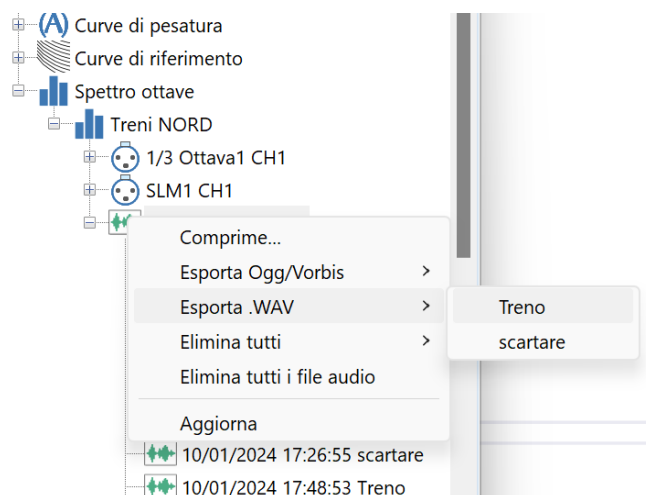 (A) Curve di pesatura
Curve di riferimento
Spettro ottave
Treni NORD
1/3 Ottava1 CH1
SLM1 CH1
Comprime...
Esporta Ogg/Vorbis
Esporta .WAV
Treno
Elimina tutti
scartare
Elimina tutti i file audio
Aggiorna
10/01/2024 17:26:55 scartare
10/01/2024 17:48:53 Treno